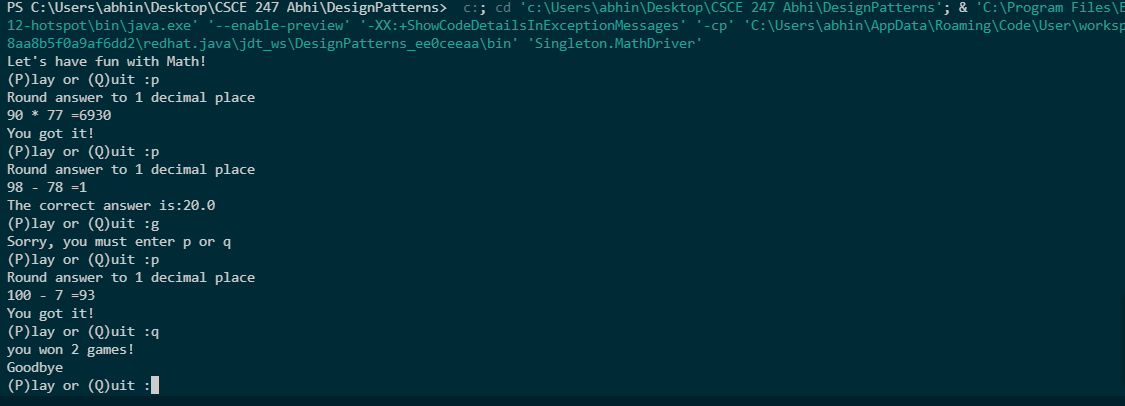 PS C:\Users\abhin\Desktop\CSCE 247 Abhi\DesignPatterns>  c:; cd 'c:\Users\abhin\Desktop\CSCE 247 Abhi\DesignPatterns'; & 'C:\Program Files\E
12-hotspot\bin\java.exe' '--enable-preview' '-XX:+ShowCodeDetailsInExceptionMessages' '-cp' 'C:\Users\abhin\AppData\Roaming\Code\User\worksp
8aa8b5f0a9af6dd2\redhat.java\jdt_ws\DesignPatterns_ee0ceeaa\bin' 'Singleton.MathDriver'
Let's have fun with Math!
(P)lay or (Q)uit :p
Round answer to 1 decimal place
90 * 77 =6930
You got it!
(P)lay or (Q)uit :p
Round answer to 1 decimal place
98 - 78 =1
The correct answer is:20.0
(P)lay or (Q)uit :g
Sorry, you must enter p or q
(P)lay or (Q)uit :p
Round answer to 1 decimal place
100 - 7 =93
You got it!
(P)lay or (Q)uit :q
you won 2 games!
Goodbye
(P)lay or (Q)uit :